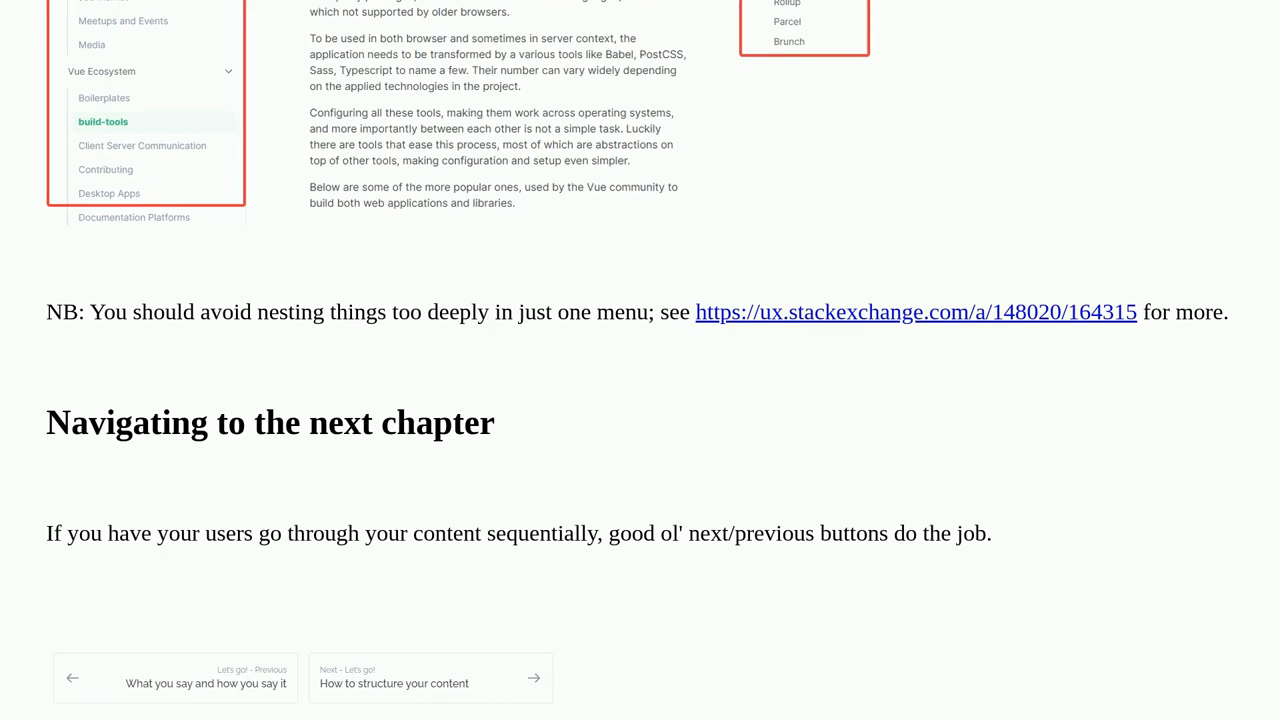 Meetups and Events
Media
Vue Ecosystem
Boilerplates
build-tools
Client Server Communication
Contributing
Desktop Apps
Documentation Platforms
which not supported by older browsers.
To be used in both browser and sometimes in server context, the
application needs to be transformed by a various tools like Babel, PostCSS,
Sass, Typescript to name a few. Their number can vary widely depending
on the applied technologies in the project.
Configuring all these tools, making them work across operating systems,
and more importantly between each other is not a simple task. Luckily
there are tools that ease this process, most of which are abstractions on
top of other tools, making configuration and setup even simpler.
Below are some of the more popular ones, used by the Vue community to
build both web applications and libraries.
Rollup
Parcel
Brunch
NB: You should avoid nesting things too deeply in just one menu; see https://ux.stackexchange.com/a/148020/164315 for more.
Navigating to the next chapter
If you have your users go through your content sequentially, good ol' next/previous buttons do the job.
Let's go! - Previous
What you say and how you say it
Next - Let's go!
How to structure your content